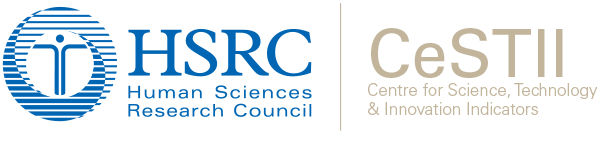 HSRC
Human Sciences
Research Council
CeSTII
Centre for Science, Technology
& Innovation Indicators